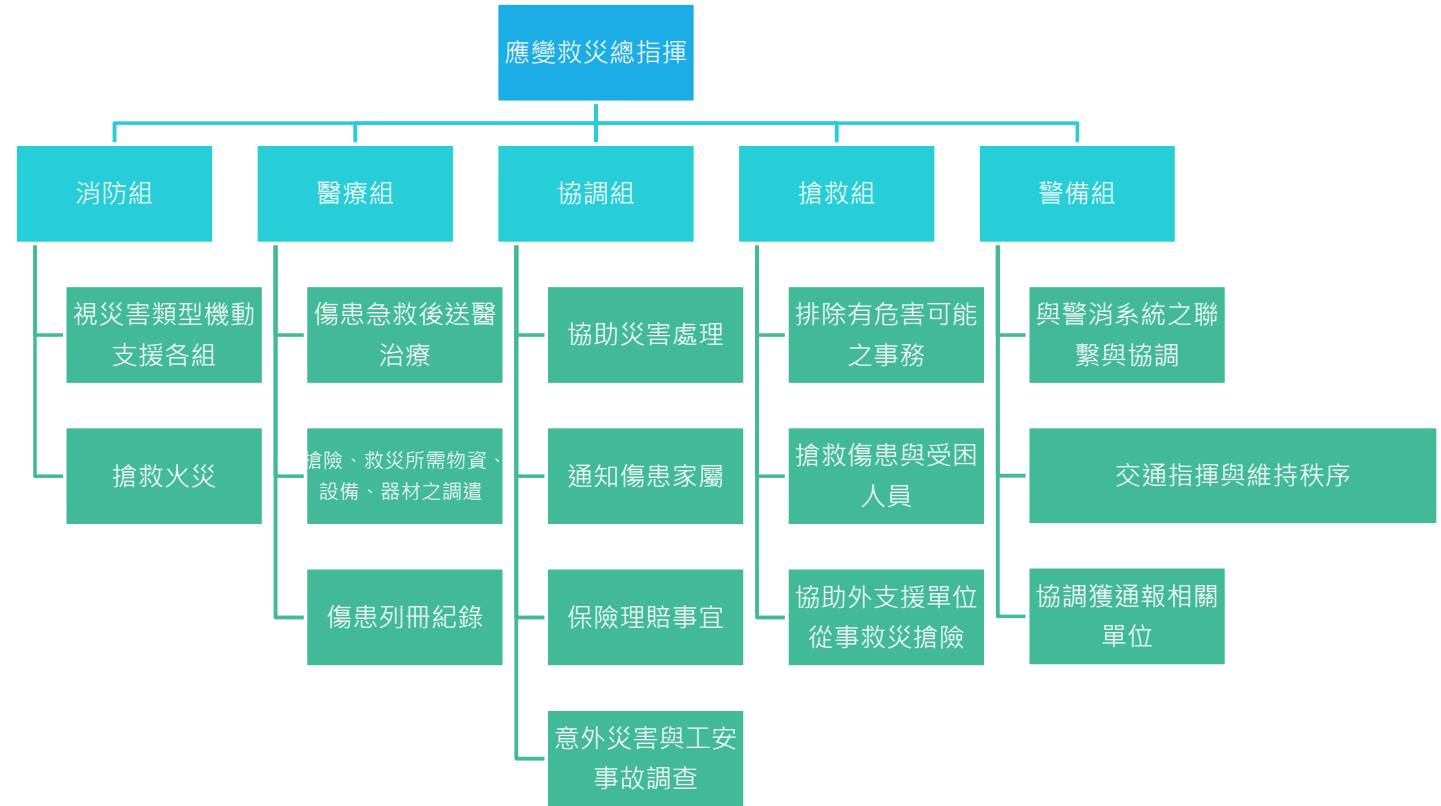 應變救災總指揮
消防組
醫療組
協調組
搶救組
警備組
視災害類型機動
支援各組
搶救火災
傷患急救後送醫
治療
搶險、救災所需物資、
設備、器材之調遣
傷患列冊紀錄
協助災害處理
通知傷患家屬
保險理賠事宜
意外災害與工安
事故調查
排除有危害可能
之事務
搶救傷患與受困
人員
協助外支援單位
從事救災搶險
與警消系統之聯
繫與協調
交通指揮與維持秩序
協調獲通報相關
單位